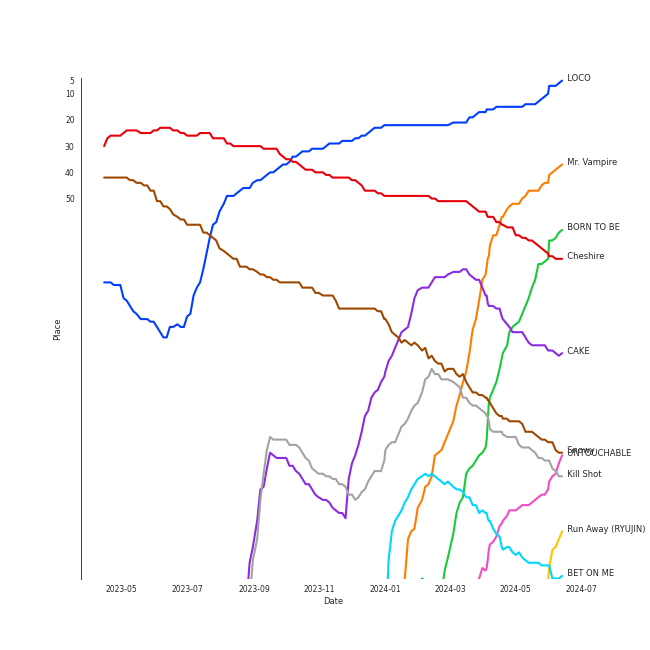 LOCO
5
10
20
30
40
50
Mr. Vampire
BORN TO BE
Cheshire
Place
CAKE
UNTOUCHABLE
Kill Shot
Run Away (RYUJIN)
BET ON ME
2023-05
2023-07
2023-09
2023-11
2024-01
2024-03
2024-05
2024-07
Date